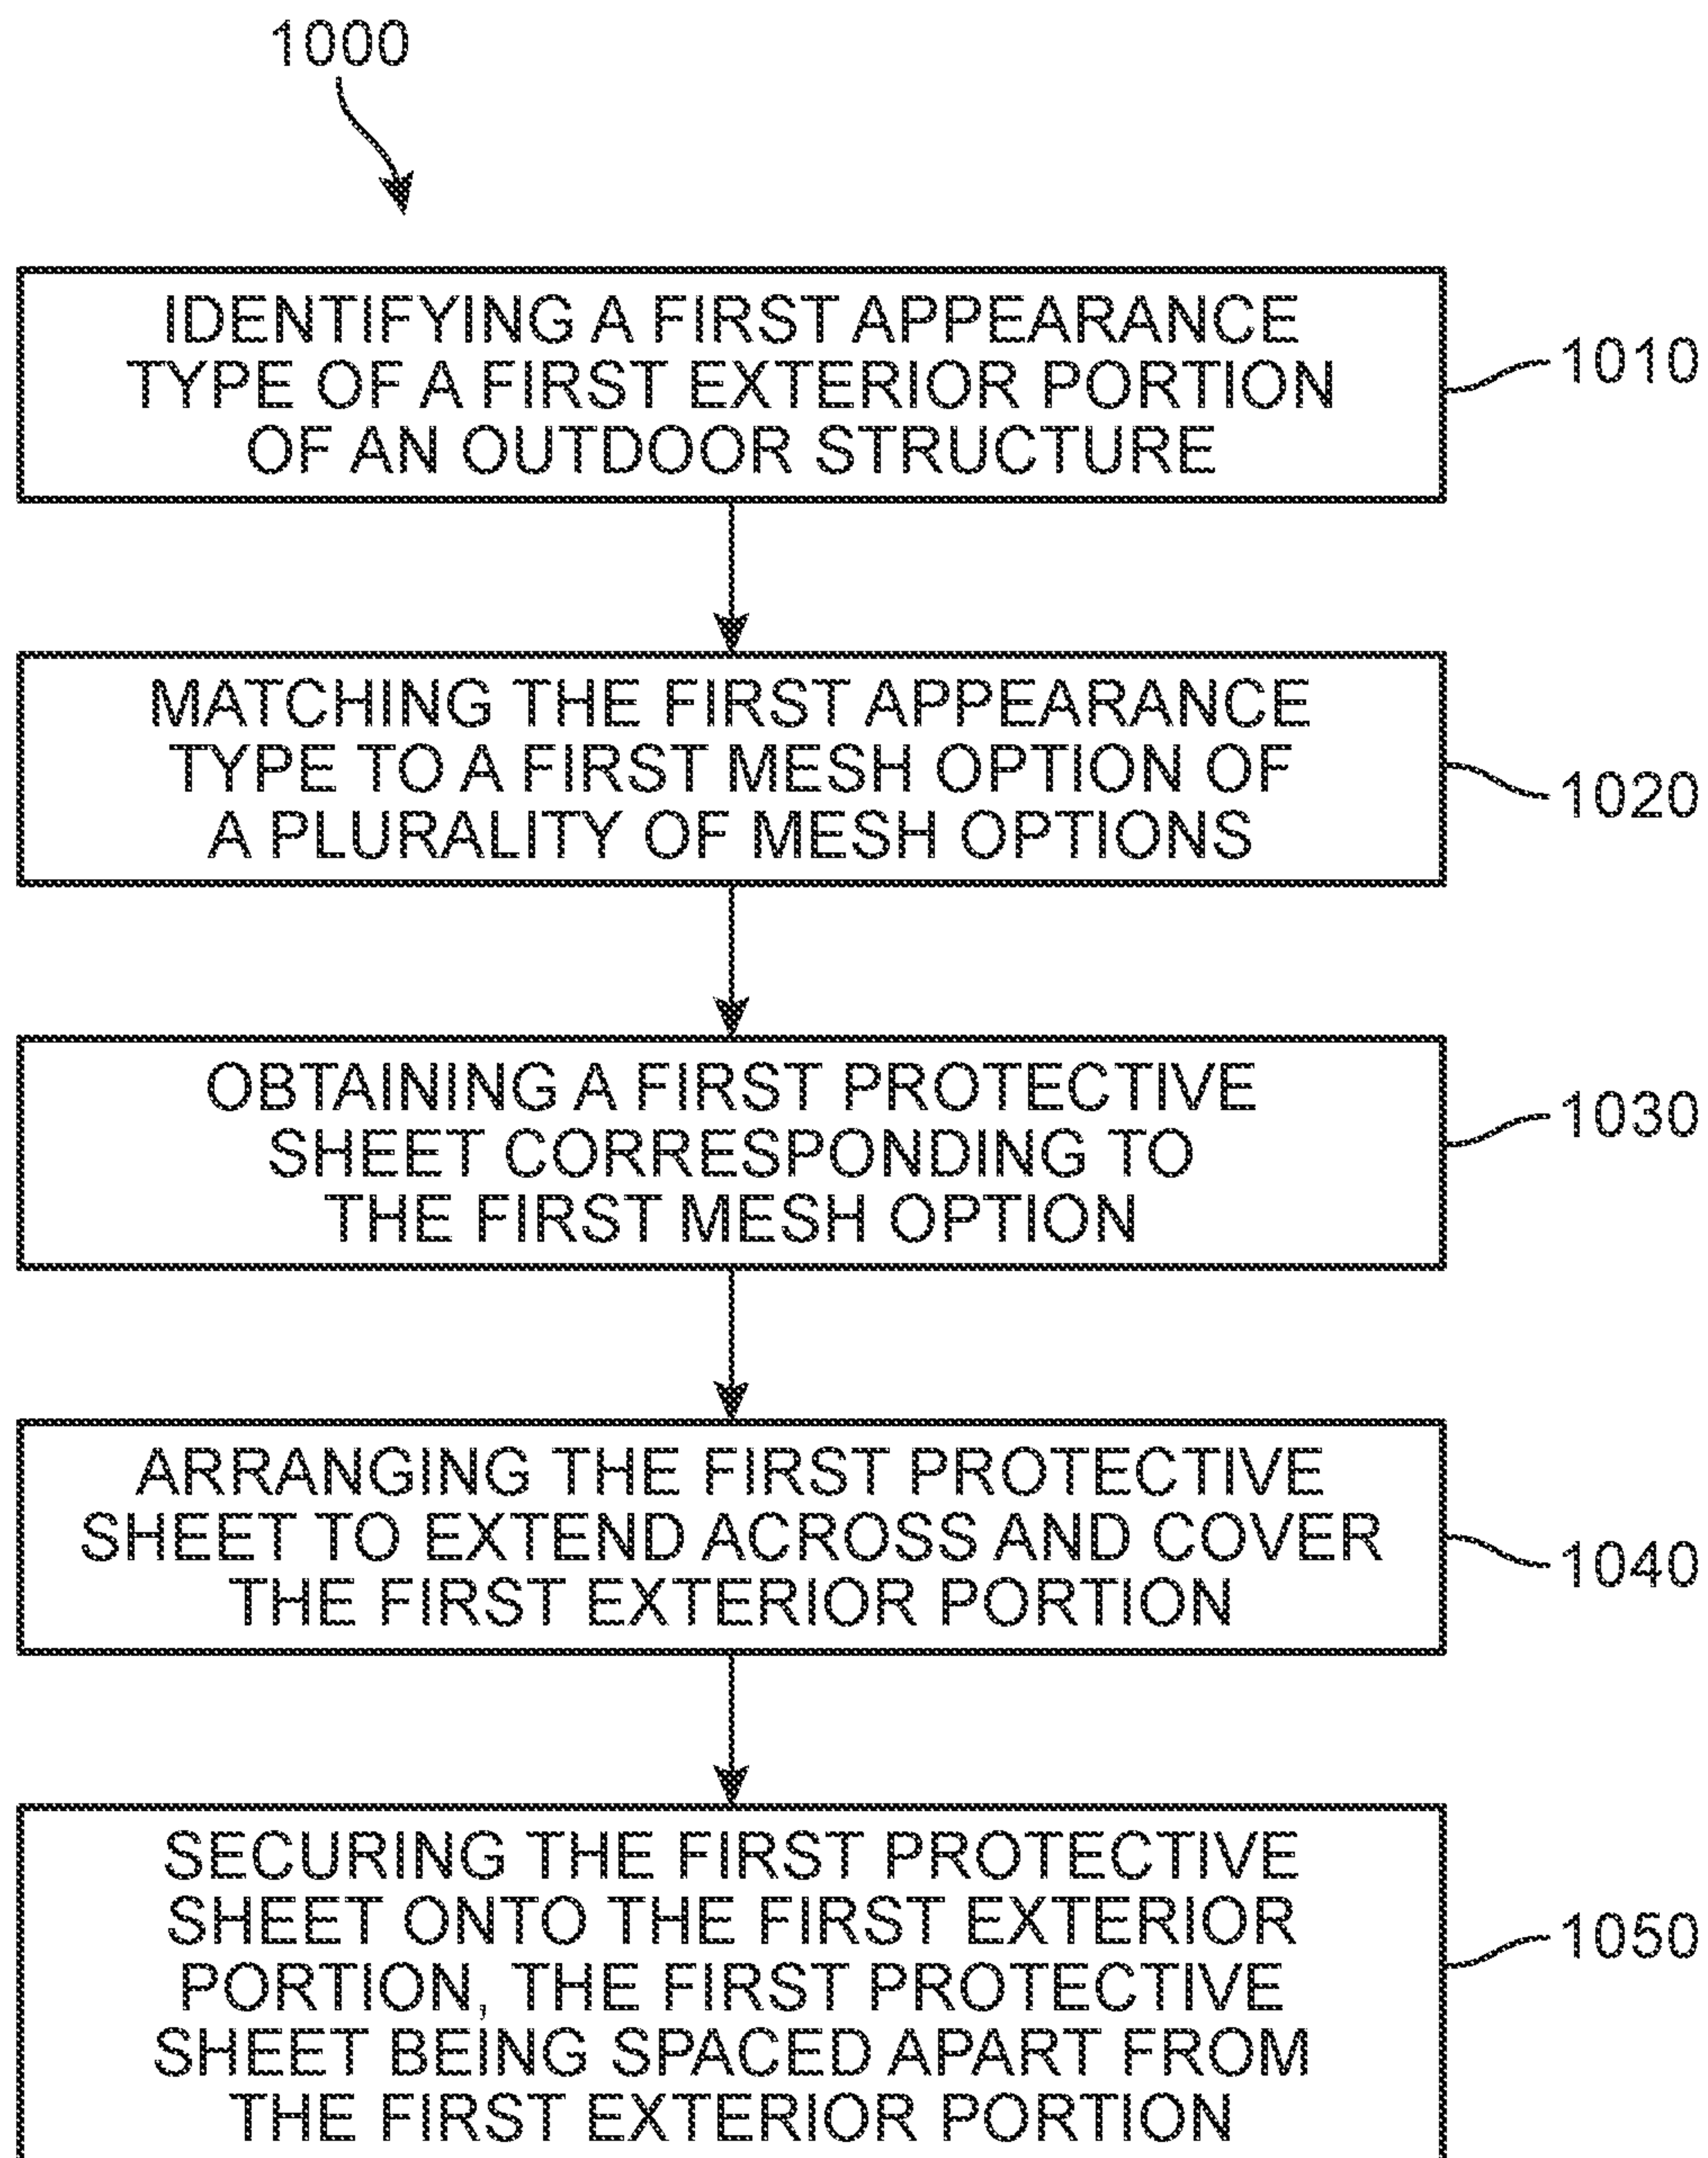 1000
IDENTIFYING A FIRST APPEARANCE
TYPE OF A FIRST EXTERIOR PORTION
OF AN OUTDOOR STRUCTURE
1010
MATCHING THE FIRST APPEARANCE
TYPE TO A FIRST MESH OPTION OF
A PLURALITY OF MESH OPTIONS
1020
OBTAINING A FIRST PROTECTIVE
SHEET CORRESPONDING TO
THE FIRST MESH OPTION
1030
ARRANGING THE FIRST PROTECTIVE
SHEET TO EXTEND ACROSS AND COVER
THE FIRST EXTERIOR PORTION
1040
SECURING THE FIRST PROTECTIVE
SHEET ONTO THE FIRST EXTERIOR
PORTION, THE FIRST PROTECTIVE
SHEET BEING SPACED APART FROM
THE FIRST EXTERIOR PORTION
1050